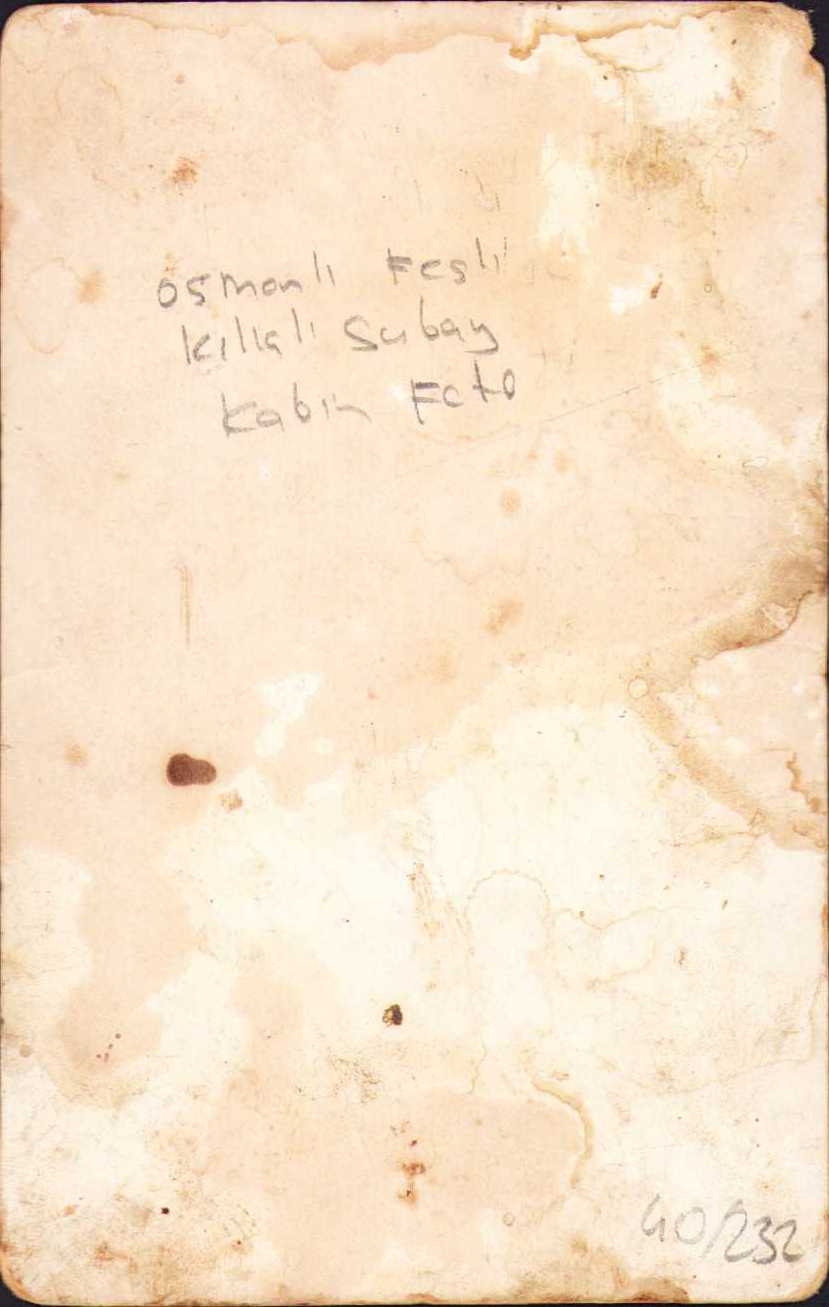 osmanlı Fesli
kılıçlı Subay
kabin Foto
40/232